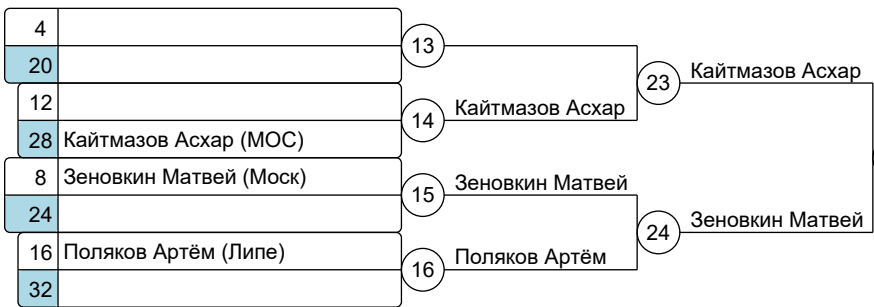 4
13
20
23 Кайтмазов Асхар
12
14 Кайтмазов Асхар
28 Кайтмазов Асхар (МОС)
8 Зеновкин Матвей (Моск)
15 Зеновкин Матвей
24
24 Зеновкин Матвей
16 Поляков Артём (Липе)
16 Поляков Артём
32